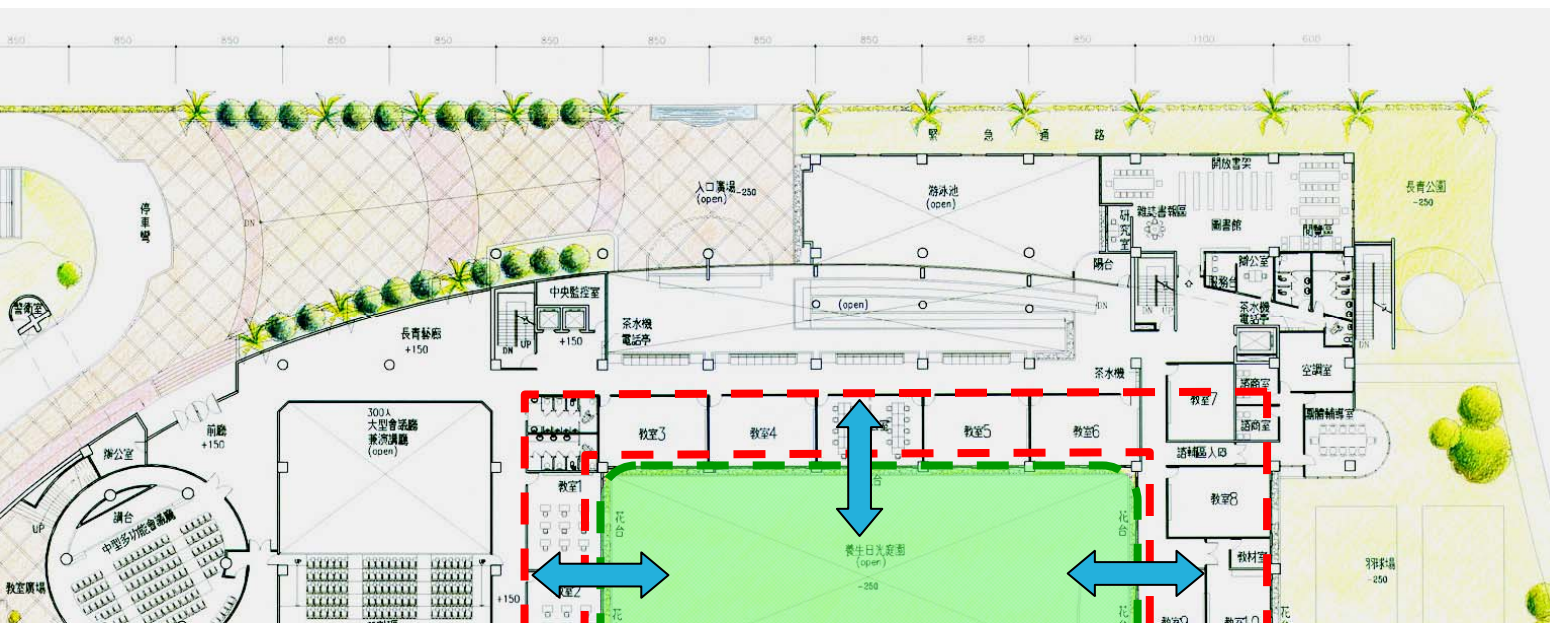 850
850
850
850
850
850
850
850
850
850
1100
600
緊急通路
開放書架
入口廣場 -250
(open)
游泳池
(open)
長青公園
-250
停車彎
DN
研究室
雜誌書報區
圖書館
閱覽區
陽台
辦公室
服務台
中央監控室
警衛室
(open)
DN
DN UP
茶水機
電話亭
長青藝廊
+150
茶水機
電話亭
DN
UP
+150
DN
茶水機
空調室
諮商室
教室7
300人
大型會議廳
兼演講廳
(open)
前廳
+150
教室3
教室4
教室5
教室6
諮商室
團體輔導室
辦公室
諮輔區入口
教室1
台
教室8
UP
講台
中型多功能會議廳
花台
花台
養生日光庭園
(open)
教材室
羽球場
-250
教室廣場
-250
+150
教室2
花
花
花台
教室9
教室10